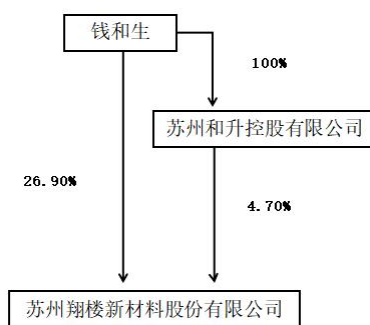 钱和生
100%
苏州和升控股有限公司
26.90%
4.70%
苏州翔楼新材料股份有限公司